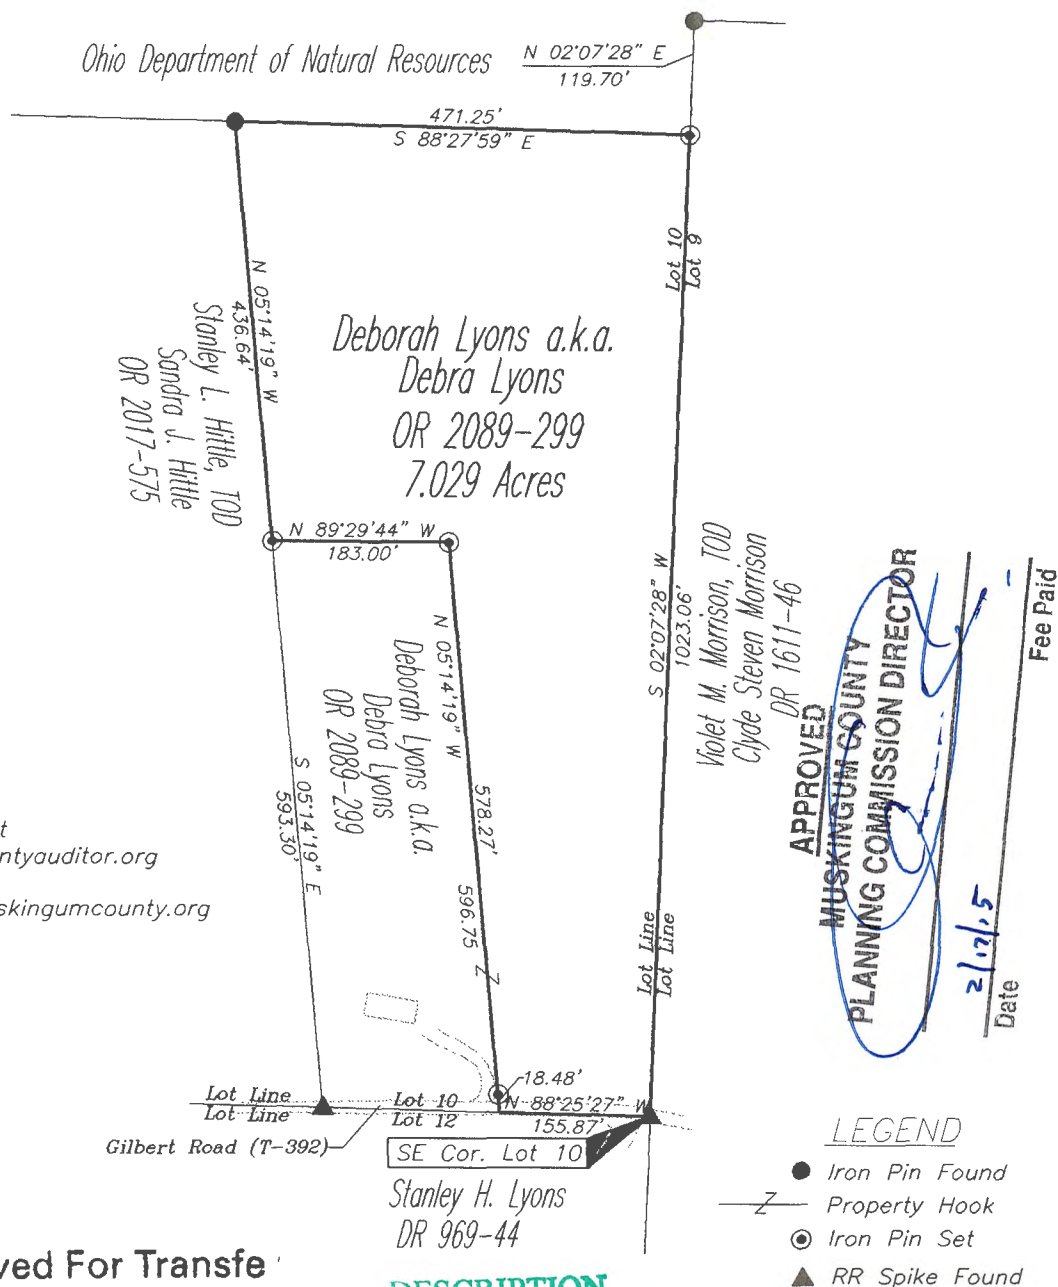 Ohio Department of Natural Resources
N 02°07'28" E
119.70'
471.25'
S 88°27'59" E
Lot 10
Lot 9
N 05°14'19" W
436.64'
Stanley L. Hittle, TOD
Sandra J. Hittle
OR 2017-575
Deborah Lyons a.k.a.
Debra Lyons
OR 2089-299
7.029 Acres
N 89°29'44" W
183.00'
S 02°07'28" W
1023.06'
Violet M. Morrison, TOD
Clyde Steven Morrison
DR 1611-46
N 05°14'19" W
578.27'
596.75 Z
Deborah Lyons a.k.a.
Debra Lyons
OR 2089-299
S 05°14'19" E
593.30'
APPROVED
MUSKINGUM COUNTY
PLANNING COMMISSION DIRECTOR
2/17/15
Date
Fee Paid
t
ntyauditor.org
skingumcounty.org
Lot Line
Lot Line
18.48'
Lot Line
Lot Line
Lot 10
Lot 12
N 88°25'27" W
155.87'
Gilbert Road (T-392)
SE Cor. Lot 10
Stanley H. Lyons
DR 969-44
LEGEND
Iron Pin Found
Z Property Hook
Iron Pin Set
RR Spike Found
ved For Transfe
DESCRIPTION